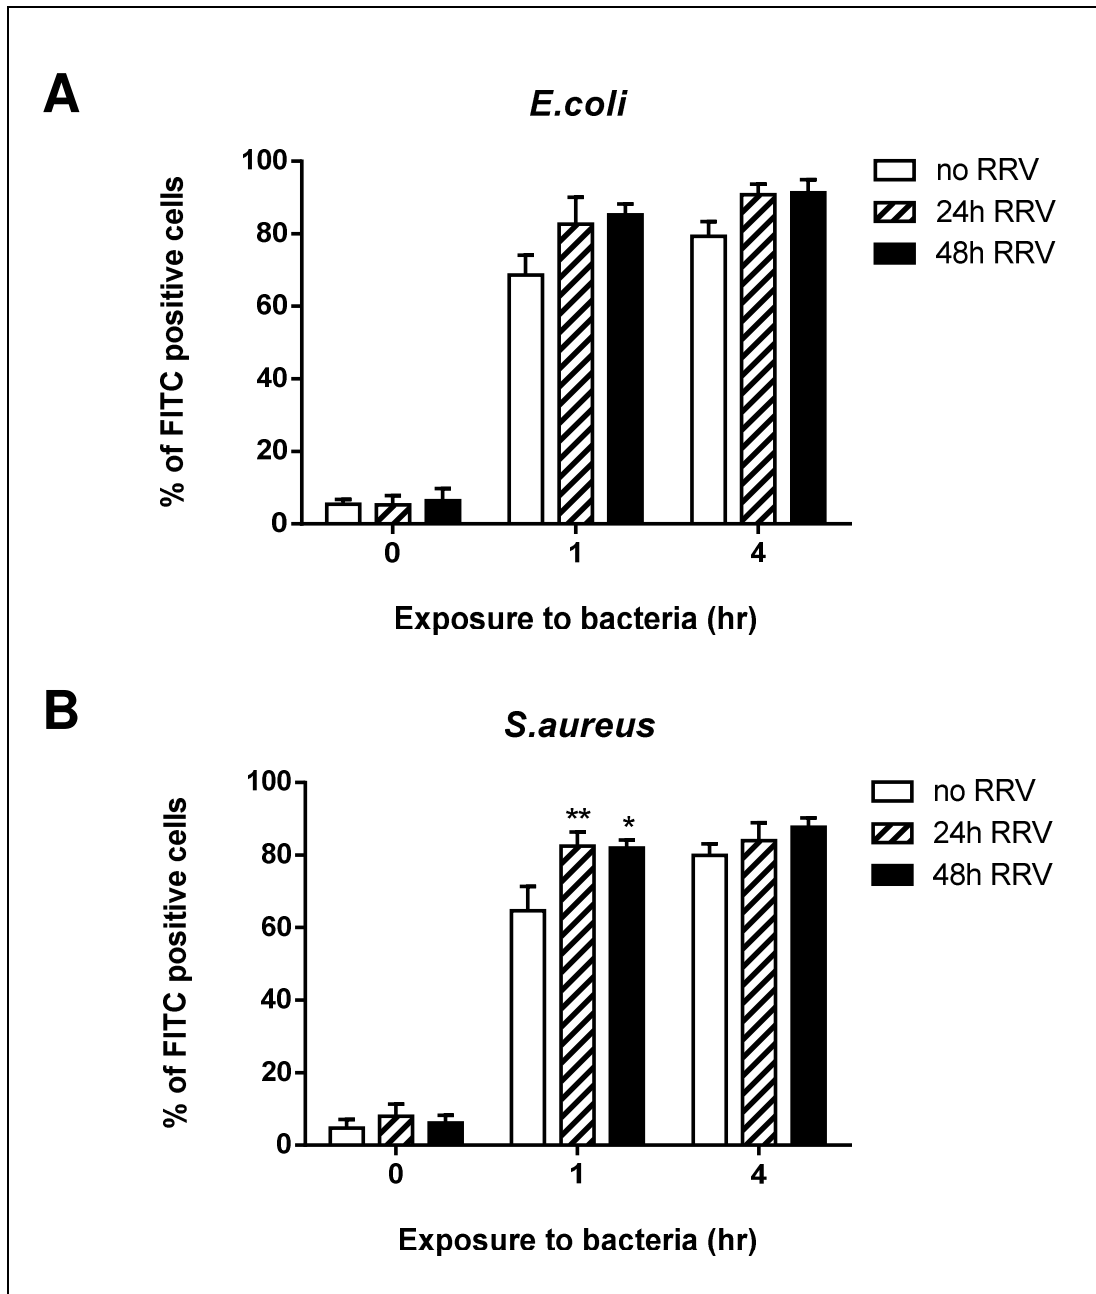 A
E.coli
% of FITC positive cells
100
80
60
40
20
0
0 1 4
Exposure to bacteria (hr)
no RRV
24h RRV
48h RRV
B
S.aureus
% of FITC positive cells
100
80
60
40
20
0
** *
0 1 4
Exposure to bacteria (hr)
no RRV
24h RRV
48h RRV